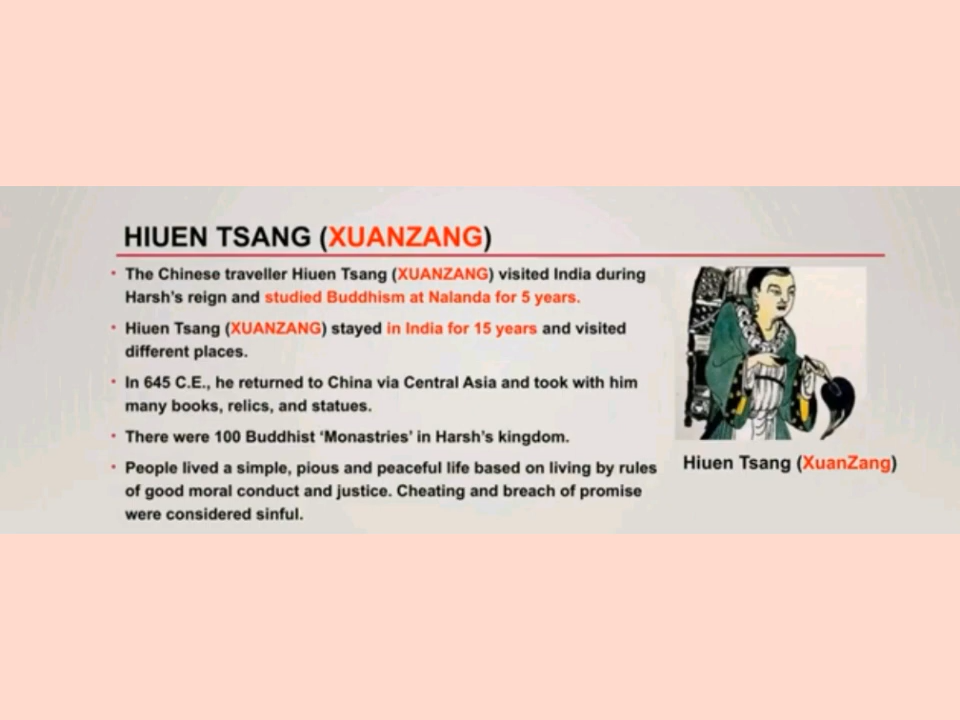 HIUEN TSANG (XUANZANG)
• The Chinese traveller Hiuen Tsang (XUANZANG) visited India during
Harsh's reign and studied Buddhism at Nalanda for 5 years.
• Hiuen Tsang (XUANZANG) stayed in India for 15 years and visited
different places.
• In 645 C.E., he returned to China via Central Asia and took with him
many books, relics, and statues.
• There were 100 Buddhist ‘Monastries’ in Harsh's kingdom.
• People lived a simple, pious and peaceful life based on living by rules
of good moral conduct and justice. Cheating and breach of promise
were considered sinful.
Hiuen Tsang (XuanZang)